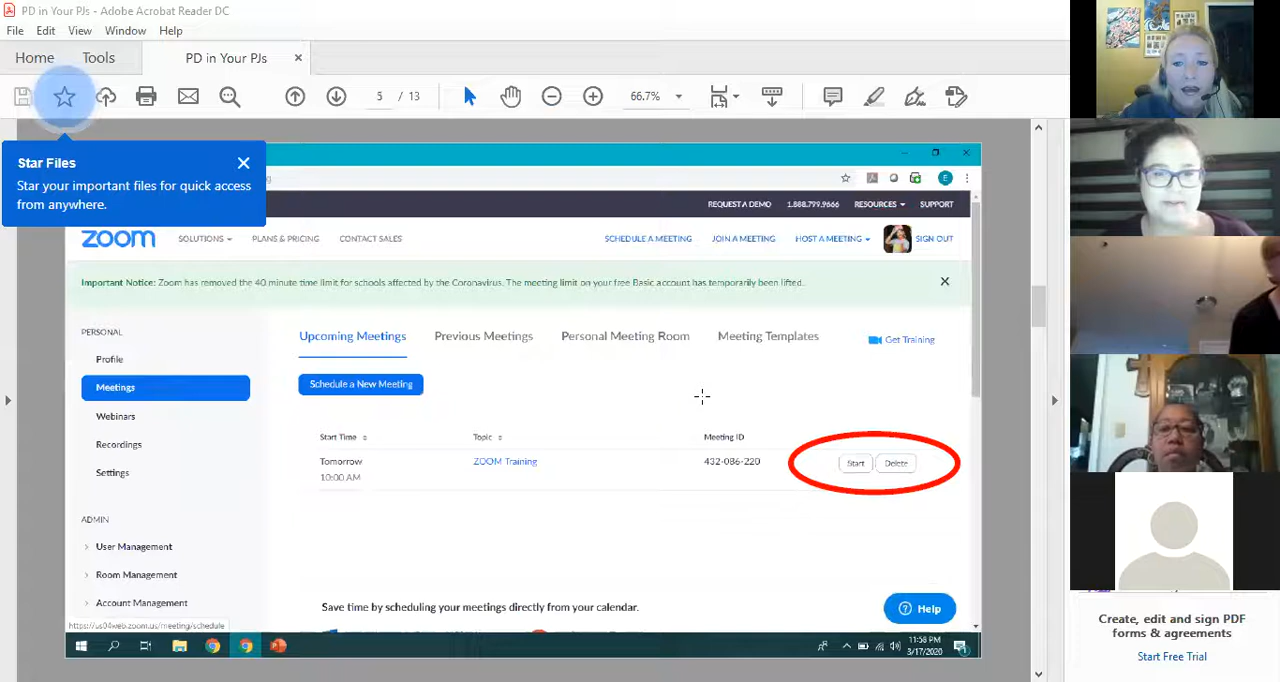 PD in Your PJs - Adobe Acrobat Reader DC
File Edit View Window Help
Home Tools PD in Your PJs ×
5 / 13 66.7%
Star Files
Star your important files for quick access
from anywhere.
E
REQUEST A DEMO 1.888.799.9666 RESOURCES SUPPORT
zoom SOLUTIONS PLANS & PRICING CONTACT SALES SCHEDULE A MEETING JOIN A MEETING HOST A MEETING SIGN OUT
Important Notice: Zoom has removed the 40 minute time limit for schools affected by the Coronavirus. The meeting limit on your free Basic account has temporarily been lifted.
PERSONAL
Profile
Meetings
Webinars
Recordings
Settings
ADMIN
User Management
Room Management
Account Management
Upcoming Meetings Previous Meetings Personal Meeting Room Meeting Templates Get Training
Schedule a New Meeting
Start Time Topic Meeting ID
Tomorrow ZOOM Training 432-086-220 Start Delete
10:00 AM
Save time by scheduling your meetings directly from your calendar.
Help
https://us04web.zoom.us/meeting/schedule
11:58 PM
3/17/2020
Create, edit and sign PDF
forms & agreements
Start Free Trial